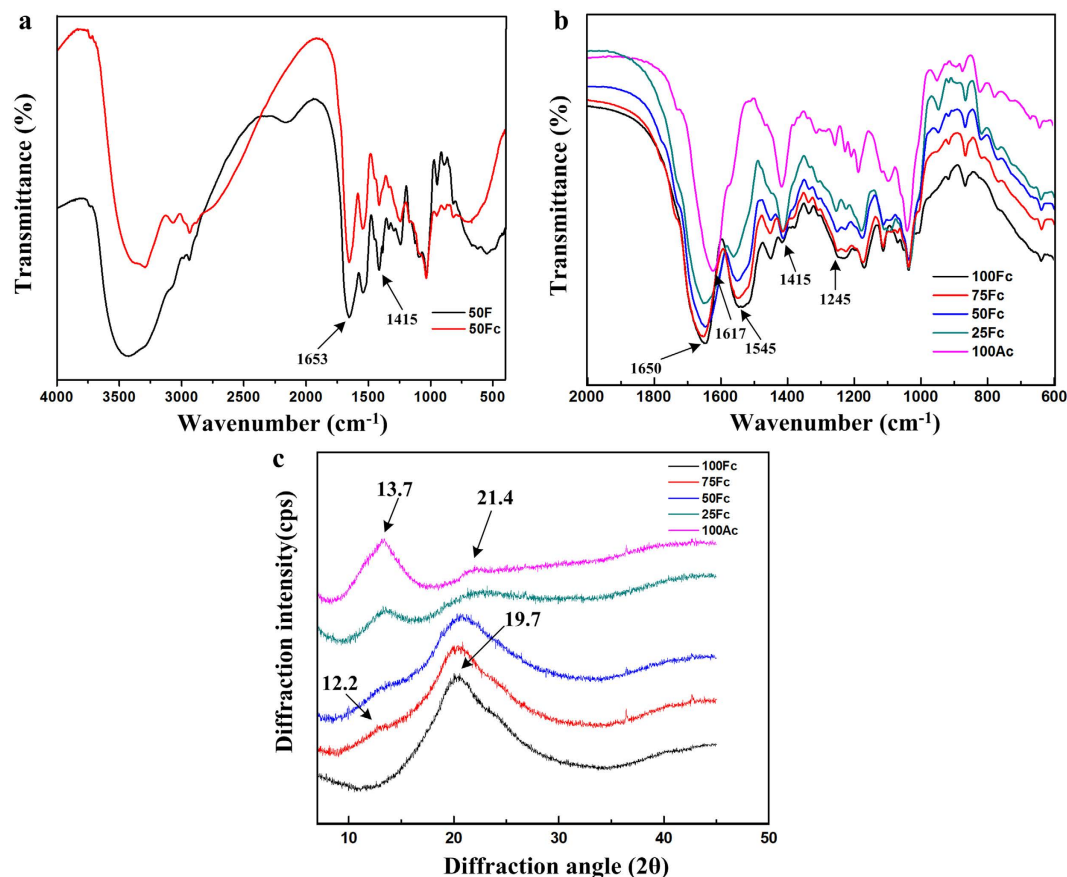 a
Transmittance (%)
1653
1415
50F
50Fc
4000 3500 3000 2500 2000 1500 1000 500
Wavenumber (cm-1)
b
Transmittance (%)
1650
1617
1545
1415
1245
100Fc
75Fc
50Fc
25Fc
100Ac
2000 1800 1600 1400 1200 1000 800 600
Wavenumber (cm-1)
c
Diffraction intensity(cps)
13.7
21.4
19.7
12.2
100Fc
75Fc
50Fc
25Fc
100Ac
10 20 30 40 50
Diffraction angle (2θ)